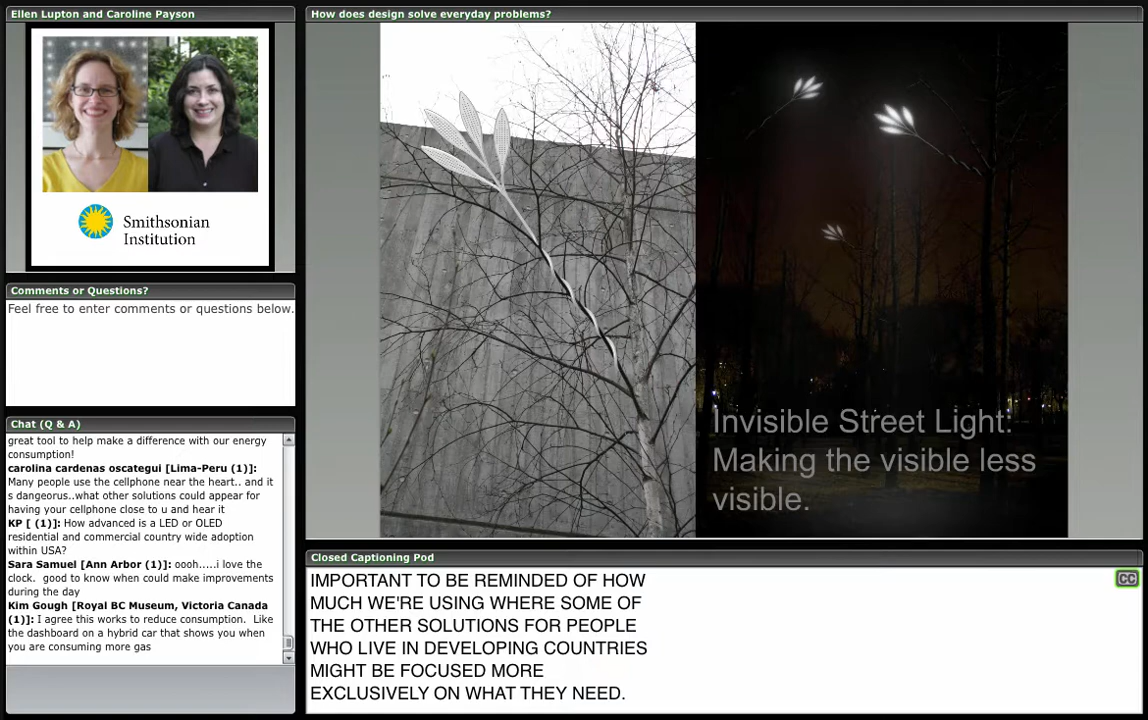 Ellen Lupton and Caroline Payson
Smithsonian
Institution
Comments or Questions?
Feel free to enter comments or questions below.
Chat (Q & A)
great tool to help make a difference with our energy
consumption!
carolina cardenas oscategui [Lima-Peru (1)]:
Many people use the cellphone near the heart.. and it
s dangeorus..what other solutions could appear for
having your cellphone close to u and hear it
KP [ (1)]: How advanced is a LED or OLED
residential and commercial country wide adoption
within USA?
Sara Samuel [Ann Arbor (1)]: oooh.....i love the
clock.  good to know when could make improvements
during the day
Kim Gough [Royal BC Museum, Victoria Canada
(1)]: I agree this works to reduce consumption.  Like
the dashboard on a hybrid car that shows you when
you are consuming more gas
How does design solve everyday problems?
Invisible Street Light:
Making the visible less
visible.
Closed Captioning Pod
IMPORTANT TO BE REMINDED OF HOW
MUCH WE'RE USING WHERE SOME OF
THE OTHER SOLUTIONS FOR PEOPLE
WHO LIVE IN DEVELOPING COUNTRIES
MIGHT BE FOCUSED MORE
EXCLUSIVELY ON WHAT THEY NEED.
CC